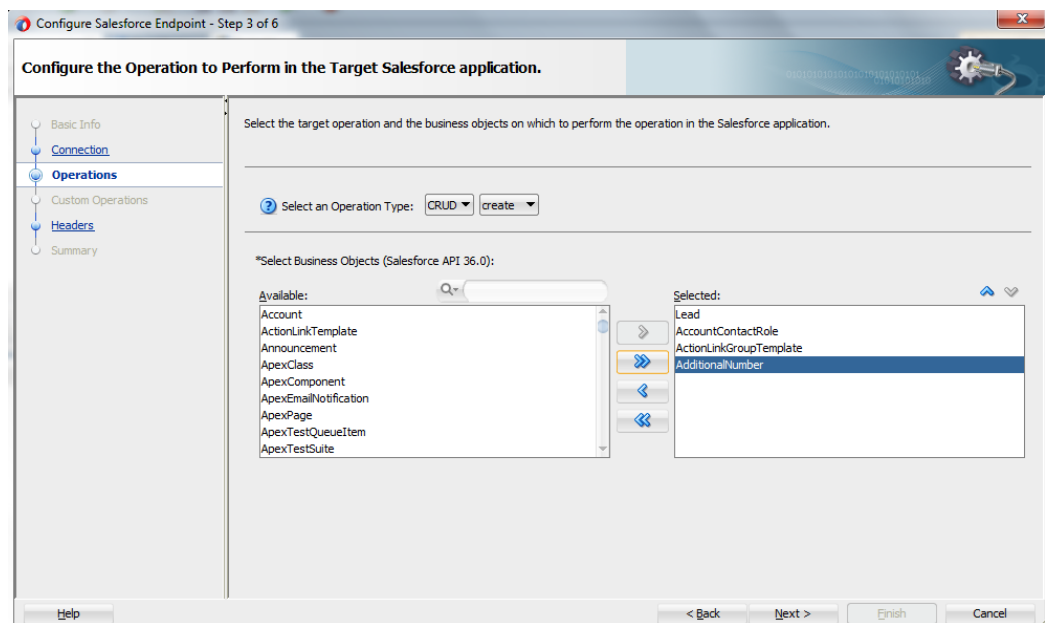 Configure Salesforce Endpoint - Step 3 of 6
x
Configure the Operation to Perform in the Target Salesforce application.
Basic Info
Connection
Operations
Custom Operations
Headers
Summary
Select the target operation and the business objects on which to perform the operation in the Salesforce application.
? Select an Operation Type: CRUD create
*Select Business Objects (Salesforce API 36.0):
Available:
Account
ActionLinkTemplate
Announcement
ApexClass
ApexComponent
ApexEmailNotification
ApexPage
ApexTestQueueItem
ApexTestSuite
Selected:
Lead
AccountContactRole
ActionLinkGroupTemplate
AdditionalNumber
Help
< Back Next > Finish Cancel